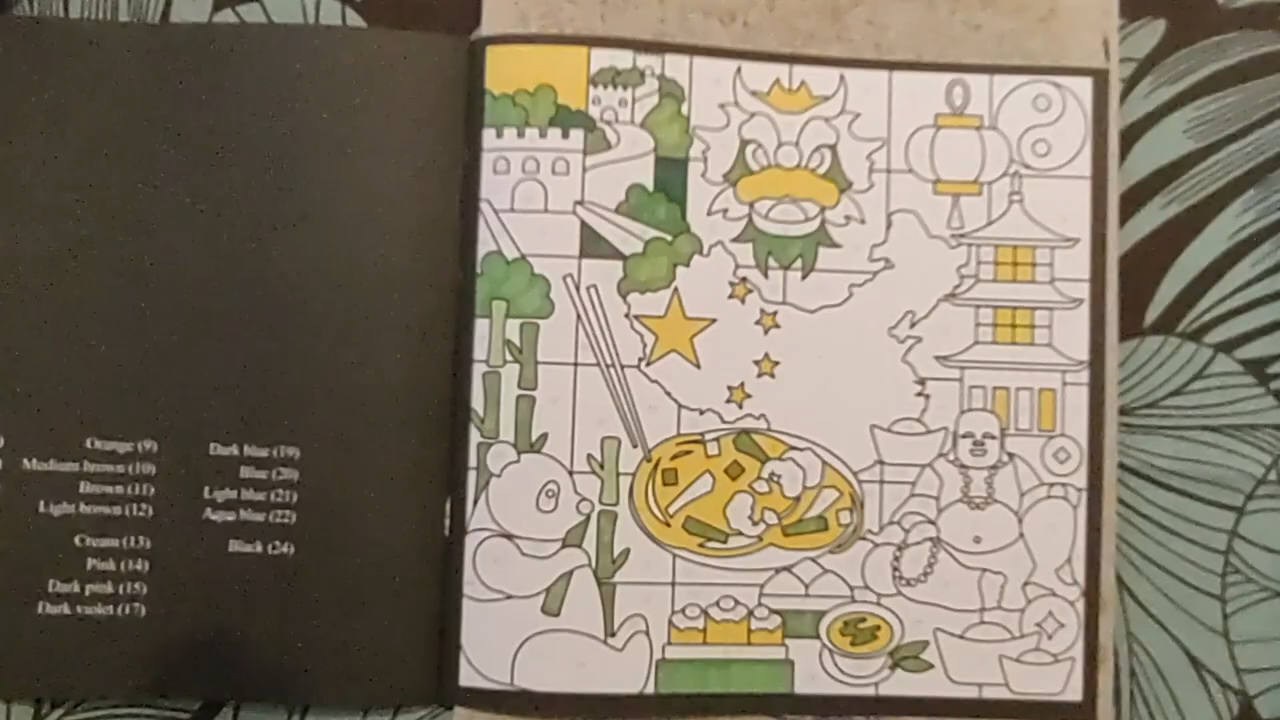 Orange (9)
Medium brown (10)
Brown (11)
Light brown (12)
Cream (13)
Pink (14)
Dark pink (15)
Dark violet (17)
Dark blue (19)
Blue (20)
Light blue (21)
Aqua blue (22)
Black (24)